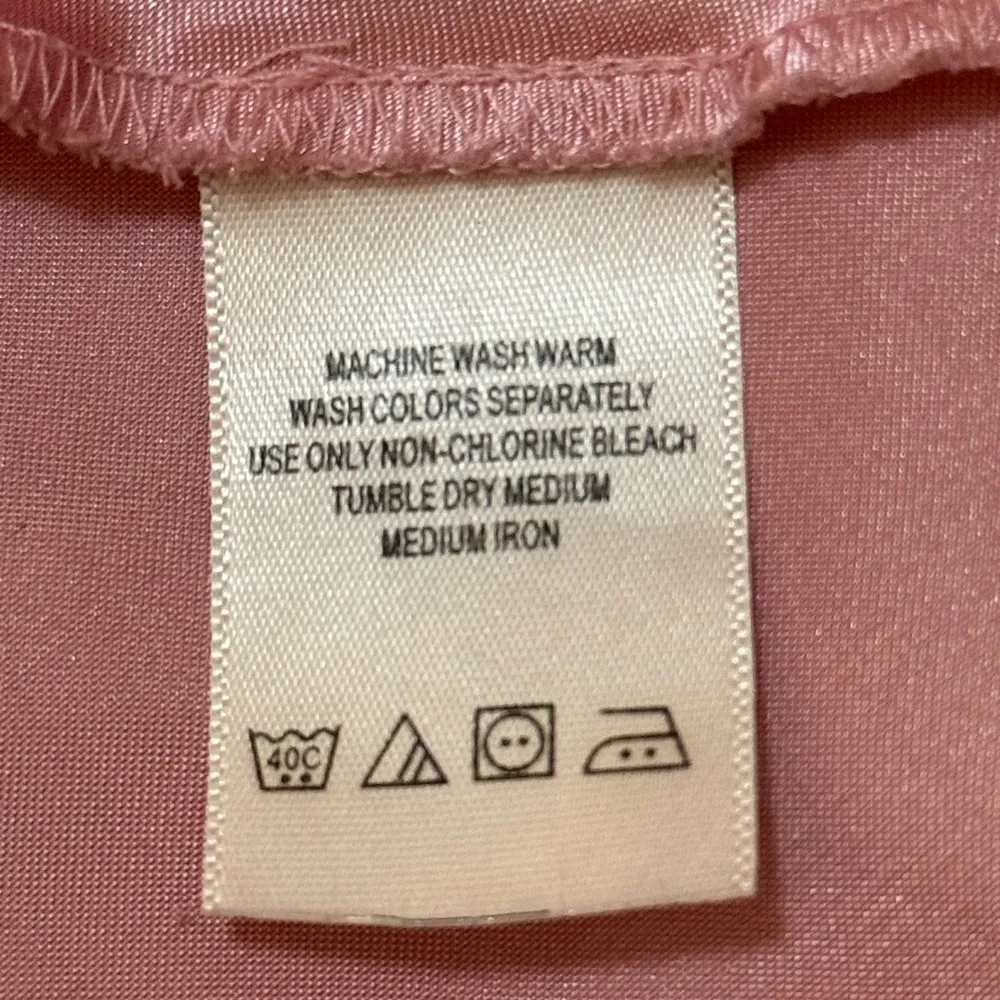 MACHINE WASH WARM
WASH COLORS SEPARATELY
USE ONLY NON-CHLORINE BLEACH
TUMBLE DRY MEDIUM
MEDIUM IRON
40C